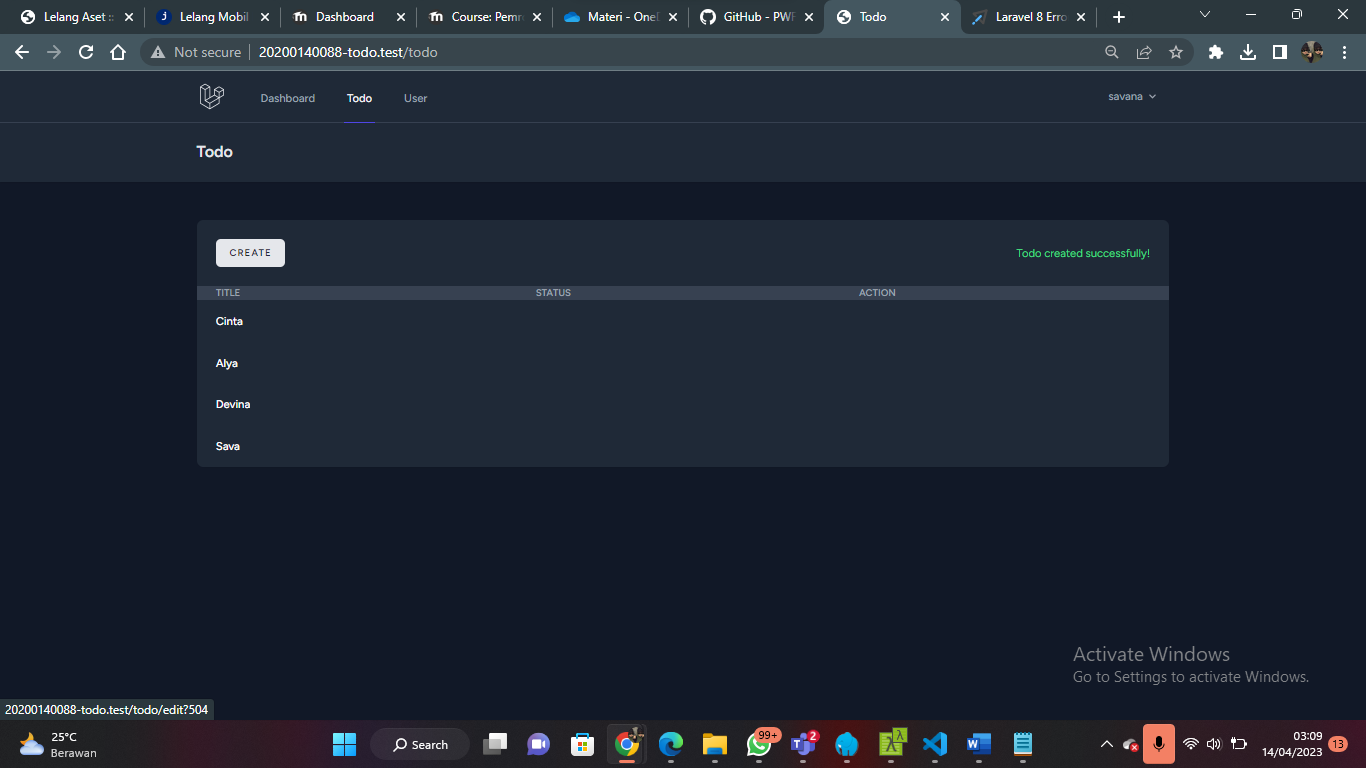 Lelang Aset ::
Lelang Mobil
Dashboard
Course: Pemr
Materi - OneD
GitHub - PWF
Todo
Laravel 8 Erro
Not secure
20200140088-todo.test/todo
Dashboard
Todo
User
savana
Todo
CREATE
Todo created successfully!
TITLE
STATUS
ACTION
Cinta
Alya
Devina
Sava
Activate Windows
Go to Settings to activate Windows.
20200140088-todo.test/todo/edit?504
25°C
Berawan
Search
99+
2
03:09
14/04/2023
13